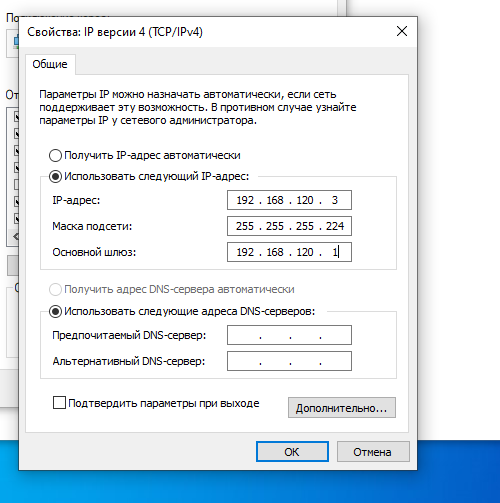 Свойства: IP версии 4 (TCP/IPv4)
Общие
Параметры IP можно назначать автоматически, если сеть
поддерживает эту возможность. В противном случае узнайте
параметры IP у сетевого администратора.
Получить IP-адрес автоматически
Использовать следующий IP-адрес:
IP-адрес: 192 . 168 . 120 . 3
Маска подсети: 255 . 255 . 255 . 224
Основной шлюз: 192 . 168 . 120 . 1
Получить адрес DNS-сервера автоматически
Использовать следующие адреса DNS-серверов:
Предпочитаемый DNS-сервер: . . .
Альтернативный DNS-сервер: . . .
Подтвердить параметры при выходе
Дополнительно...
ОК Отмена